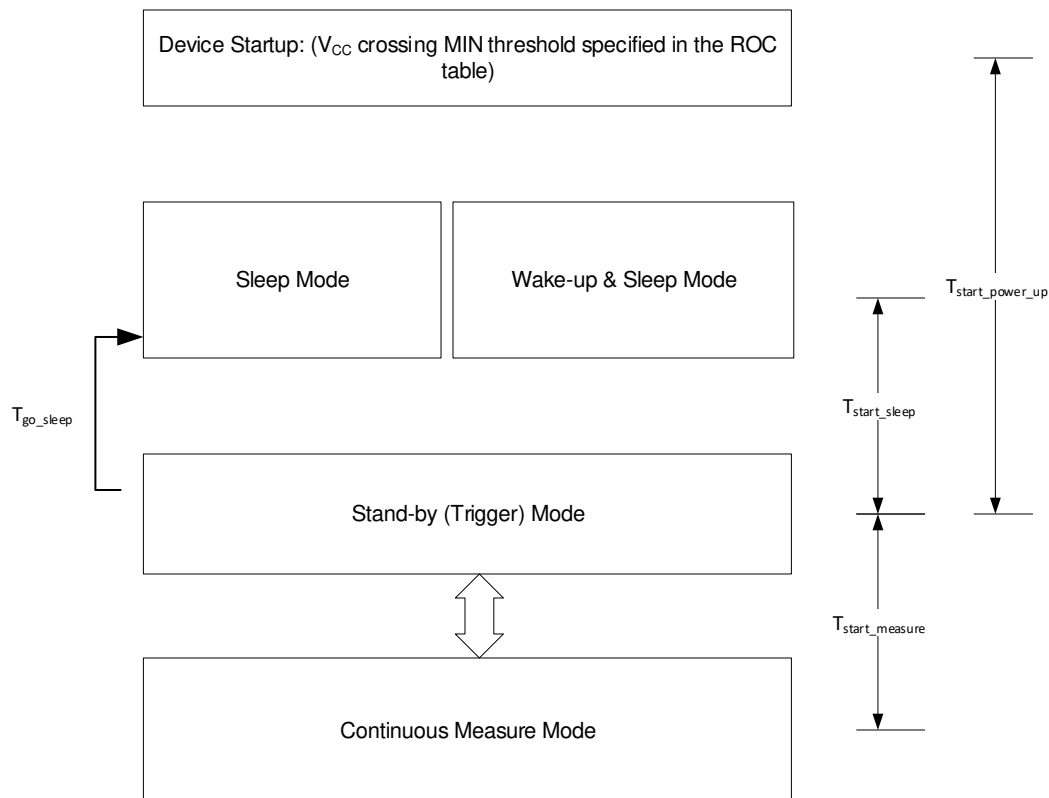 Device Startup: (VCC crossing MIN threshold specified in the ROC
table)
Sleep Mode
Wake-up & Sleep Mode
Tstart_power_up
Tstart_sleep
Tgo_sleep
Stand-by (Trigger) Mode
Tstart_measure
Continuous Measure Mode